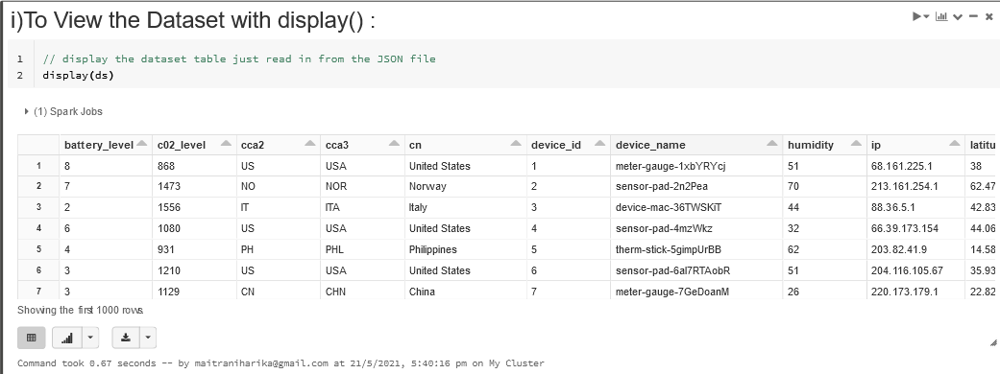 i)To View the Dataset with display() :
1 // display the dataset table just read in from the JSON file
2 display(ds)
(1) Spark Jobs
battery_level c02_level cca2 cca3 cn device_id device_name humidity ip latitu
1 8 868 US USA United States 1 meter-gauge-1xbYRYcj 51 68.161.225.1 38
2 7 1473 NO NOR Norway 2 sensor-pad-2n2Pea 70 213.161.254.1 62.47
3 2 1556 IT ITA Italy 3 device-mac-36TWSKiT 44 88.36.5.1 42.83
4 6 1080 US USA United States 4 sensor-pad-4mzWkz 32 66.39.173.154 44.06
5 4 931 PH PHL Philippines 5 therm-stick-5gimpUrBB 62 203.82.41.9 14.58
6 3 1210 US USA United States 6 sensor-pad-6al7RTAobR 51 204.116.105.67 35.93
7 3 1129 CN CHN China 7 meter-gauge-7GeDoanM 26 220.173.179.1 22.82
Showing the first 1000 rows.
Command took 0.67 seconds -- by maitraniharika@gmail.com at 21/5/2021, 5:40:16 pm on My Cluster